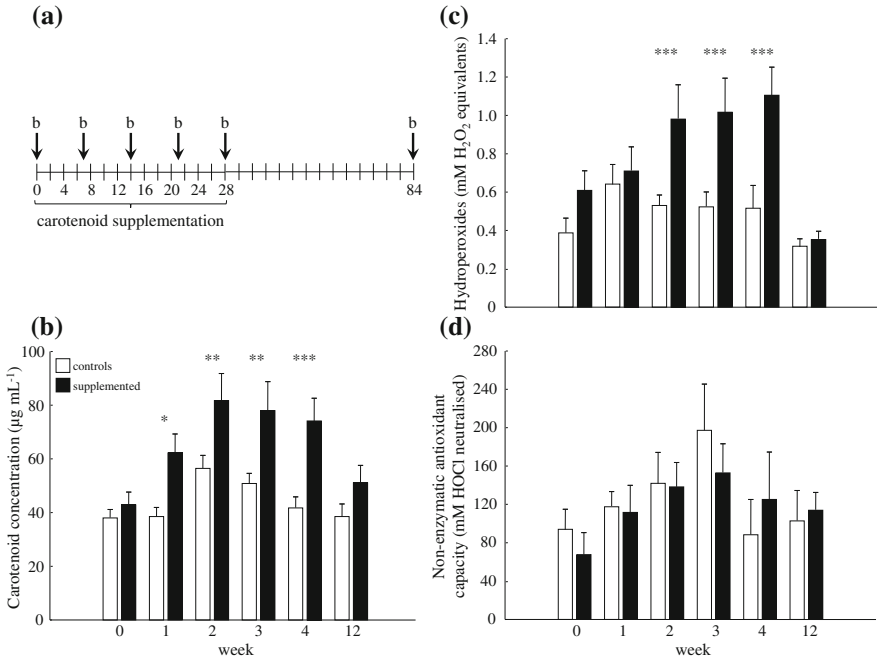 (a)
b b b b b b
0 4 8 12 14 16 20 24 28 84
carotenoid supplementation
(b)
Carotenoid concentration (µg mL⁻¹)
100
80
60
40
20
0
controls
supplemented
* ** ** ***
0 1 2 3 4 12
week
(c)
Hydroperoxides (mM H₂O₂ equivalents)
1.4
1.2
1.0
0.8
0.6
0.4
0.2
0
*** *** ***
(d)
Non-enzymatic antioxidant
capacity (mM HOCl neutralised)
280
240
200
160
120
80
40
0
0 1 2 3 4 12
week